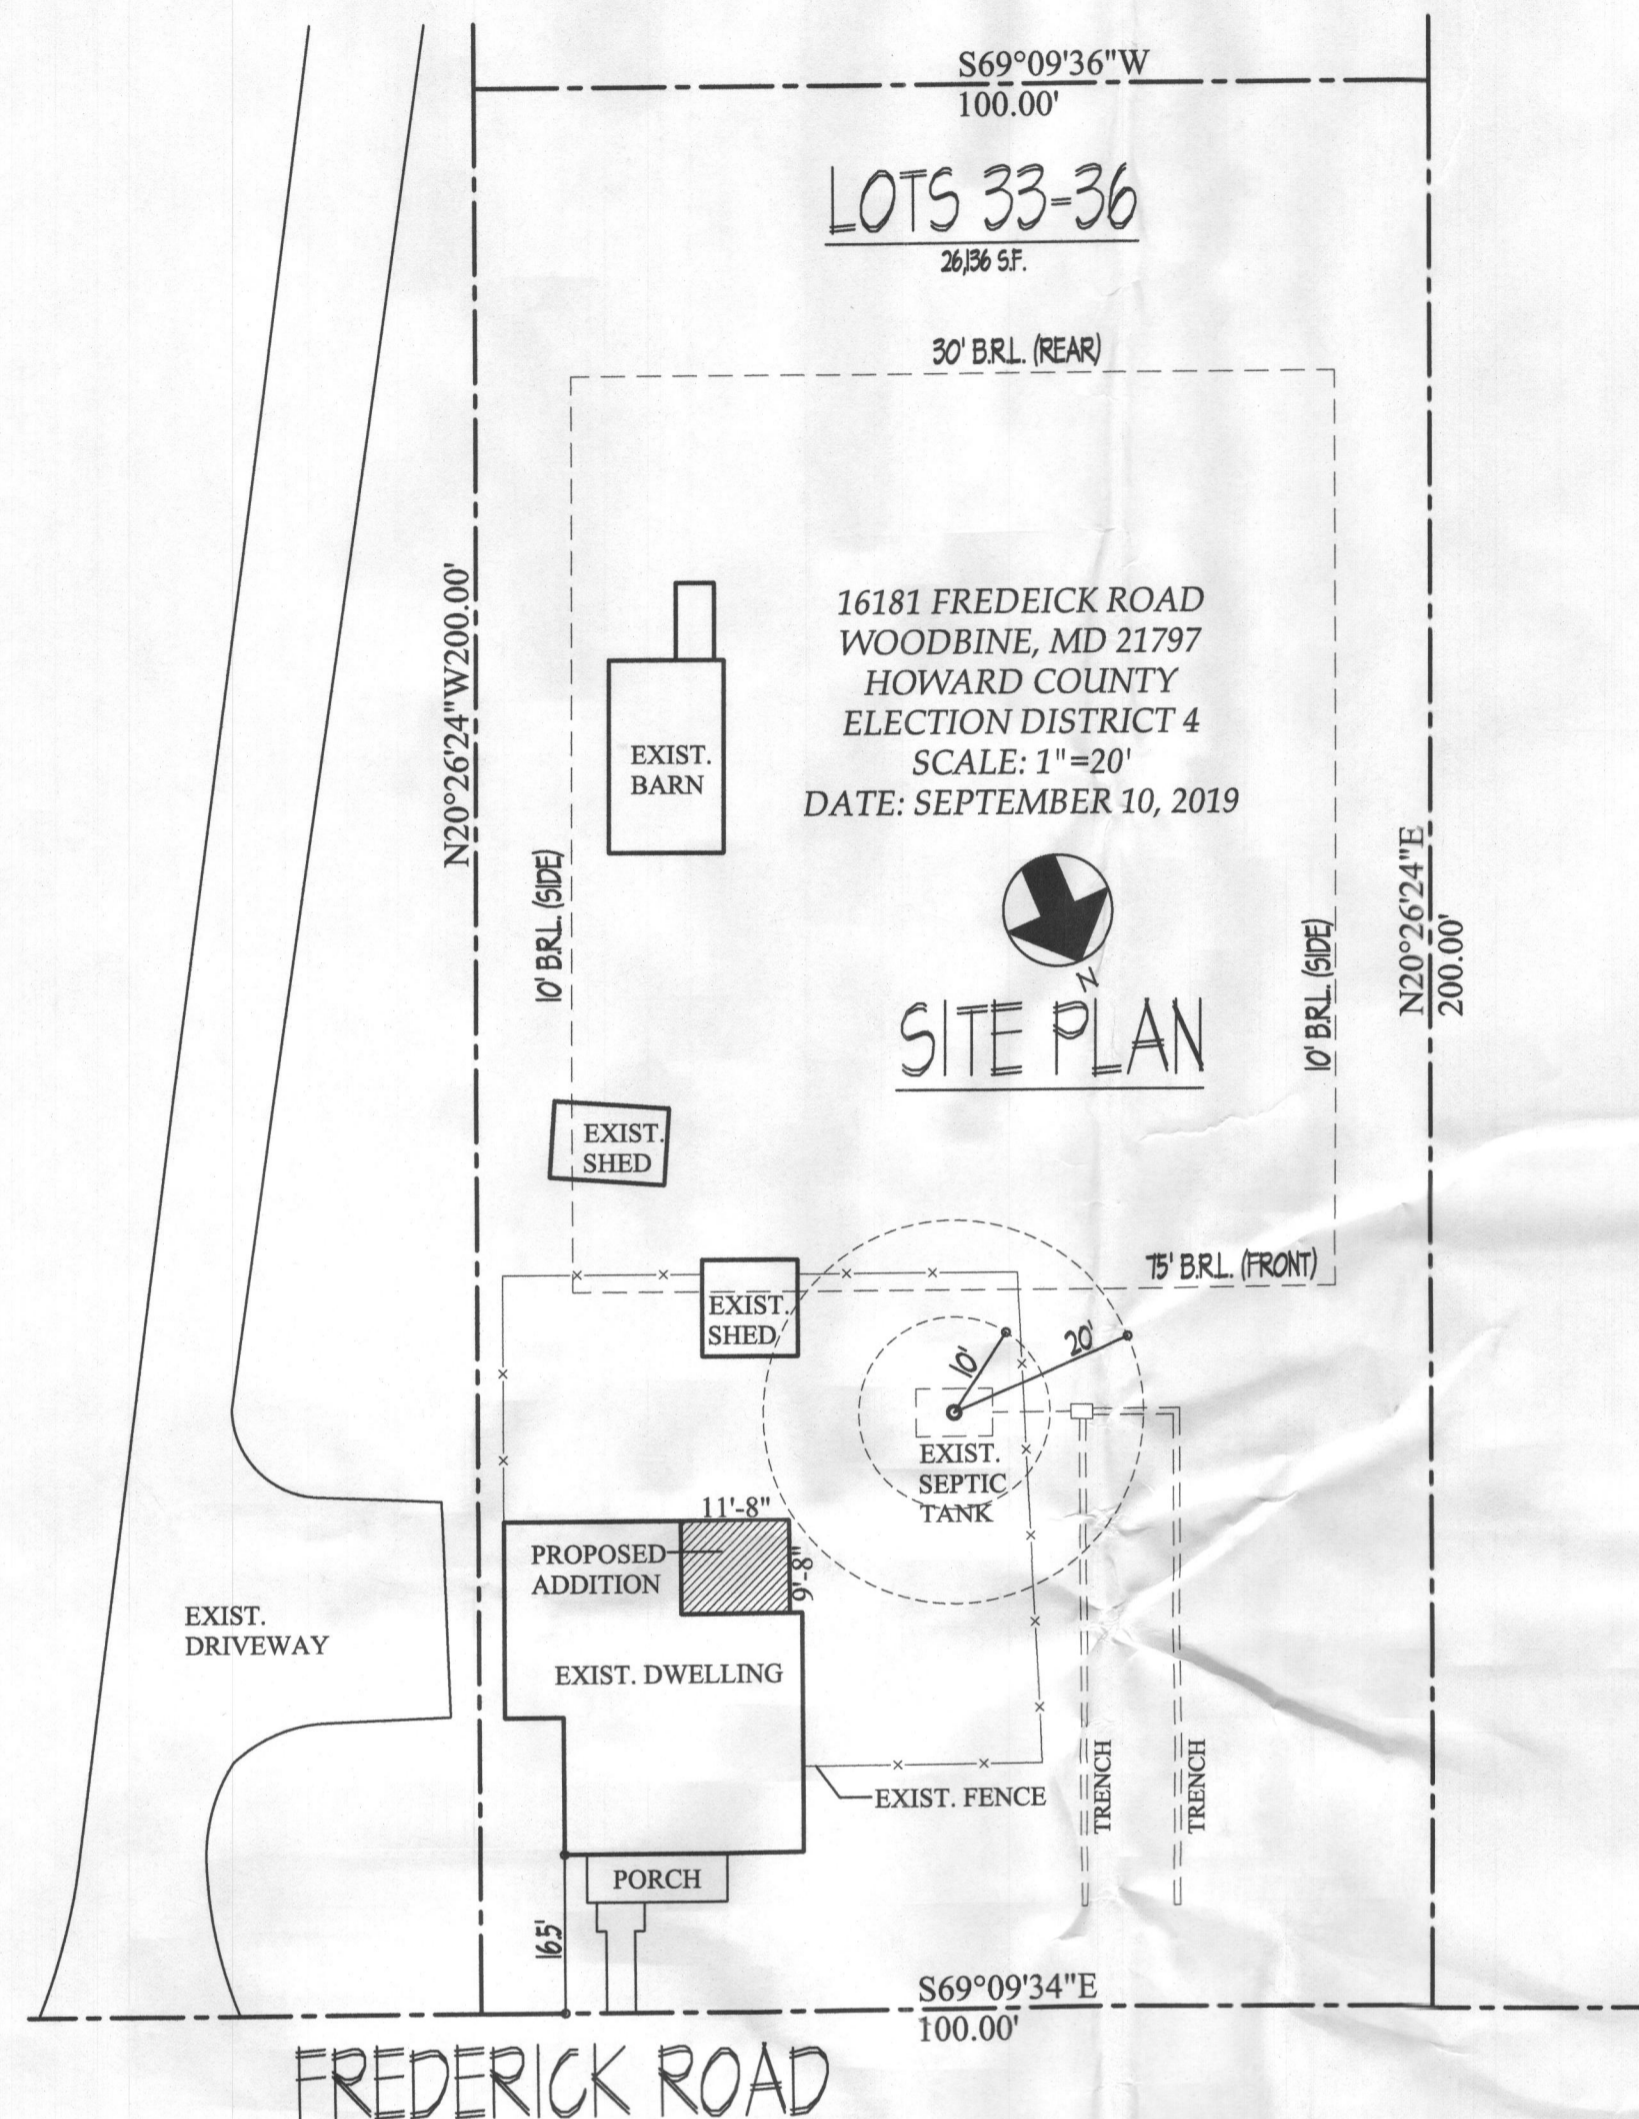 S69°09'36"W
100.00'
LOTS 33-36
26,136 S.F.
30' B.R.L. (REAR)
N20°26'24"W200.00'
16181 FREDEICK ROAD
WOODBINE, MD 21797
HOWARD COUNTY
ELECTION DISTRICT 4
SCALE: 1"=20'
DATE: SEPTEMBER 10, 2019
EXIST.
BARN
10' B.R.L. (SIDE)
N
SITE PLAN
10' B.R.L. (SIDE)
N20°26'24"E
200.00'
EXIST.
SHED
75' B.R.L. (FRONT)
EXIST.
SHED
10'
20'
EXIST.
SEPTIC
TANK
11'-8"
9'-8"
PROPOSED
ADDITION
EXIST.
DRIVEWAY
EXIST. DWELLING
EXIST. FENCE
TRENCH
TRENCH
PORCH
16.5'
S69°09'34"E
100.00'
FREDERICK ROAD